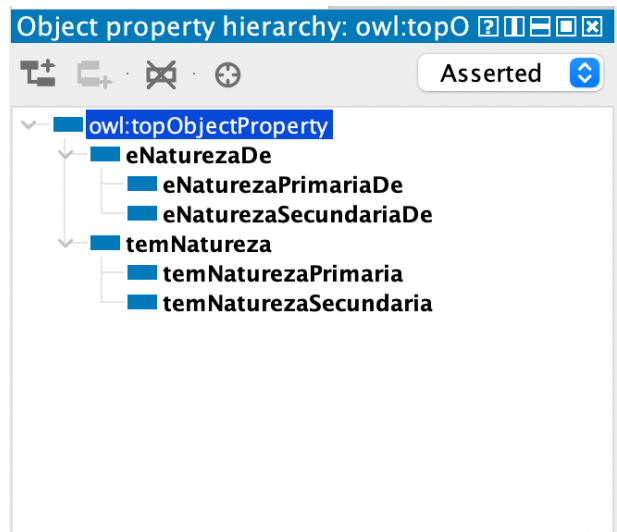 Object property hierarchy: owl:topO
Asserted
owl:topObjectProperty
eNaturezaDe
eNaturezaPrimariaDe
eNaturezaSecundariaDe
temNatureza
temNaturezaPrimaria
temNaturezaSecundaria